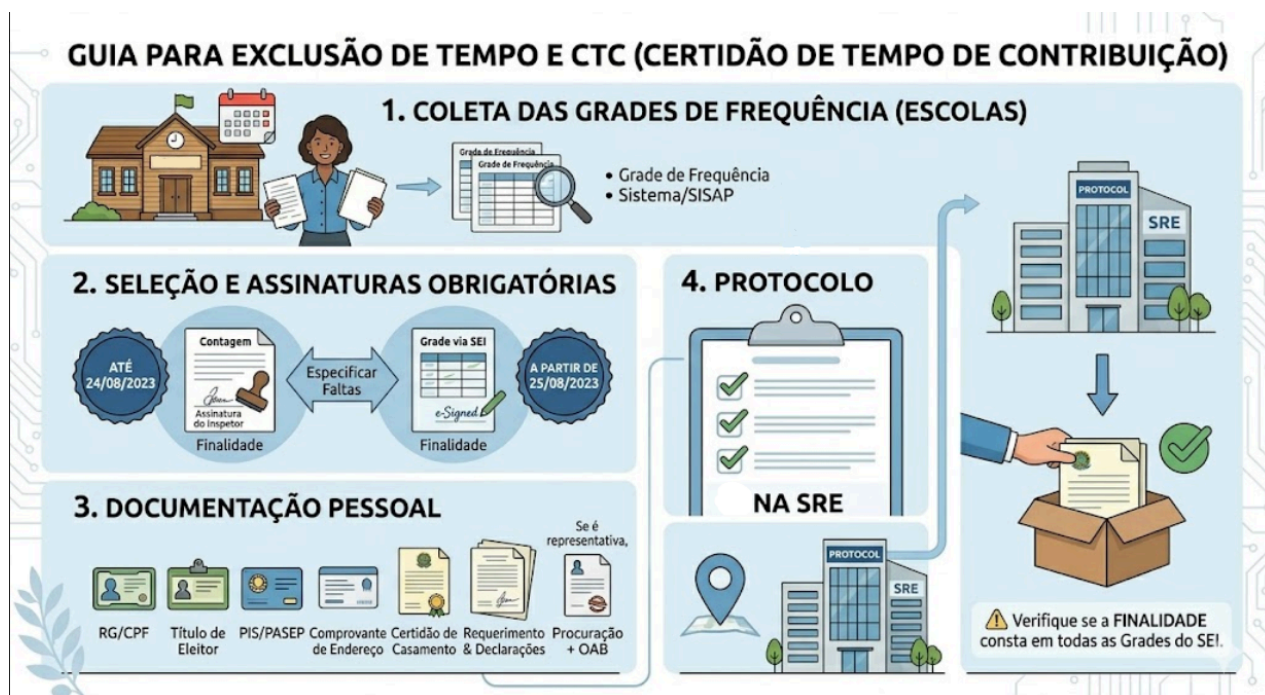 GUIA PARA EXCLUSÃO DE TEMPO E CTC (CERTIDÃO DE TEMPO DE CONTRIBUIÇÃO)
1. COLETA DAS GRADES DE FREQUÊNCIA (ESCOLAS)
Grade de Frequência
Grade de Frequência
• Grade de Frequência
• Sistema/SISAP
2. SELEÇÃO E ASSINATURAS OBRIGATÓRIAS
ATÉ
24/08/2023
Contagem
Assinatura
do Inspetor
Finalidade
Especificar
Faltas
Grade via SEI
e-Signed
Finalidade
A PARTIR DE
25/08/2023
3. DOCUMENTAÇÃO PESSOAL
RG/CPF
Título de
Eleitor
PIS/PASEP
Comprovante
de Endereço
Certidão de
Casamento
Requerimento
& Declarações
Se é
representativa,
Procuração
+ OAB
4. PROTOCOLO
NA SRE
PROTOCOL
SRE
PROTOCOL
SRE
Verifique se a FINALIDADE
consta em todas as Grades do SEI.